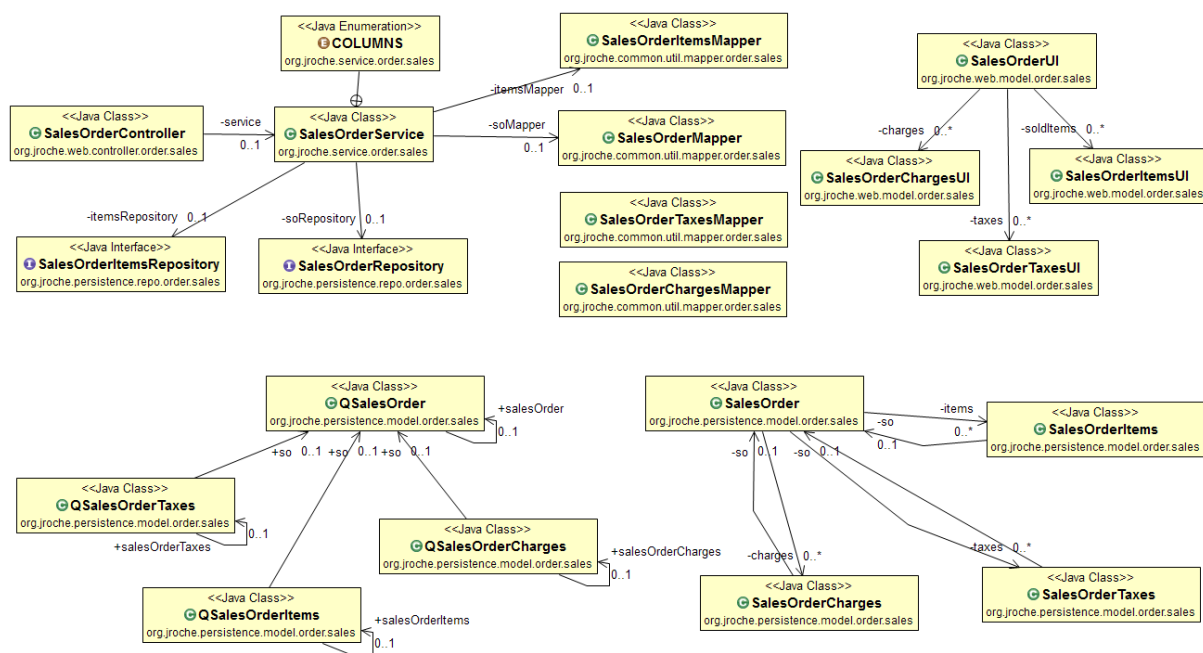 <<Java Enumeration>>
COLUMNS
org.jroche.service.order.sales
<<Java Class>>
SalesOrderItemsMapper
org.jroche.common.util.mapper.order.sales
<<Java Class>>
SalesOrderUI
org.jroche.web.model.order.sales
-itemsMapper 0..1
<<Java Class>>
SalesOrderController
org.jroche.web.controller.order.sales
-service
0..1
<<Java Class>>
SalesOrderService
org.jroche.service.order.sales
-soMapper
0..1
<<Java Class>>
SalesOrderMapper
org.jroche.common.util.mapper.order.sales
-charges 0..*
-soldItems 0..*
<<Java Class>>
SalesOrderChargesUI
org.jroche.web.model.order.sales
<<Java Class>>
SalesOrderItemsUI
org.jroche.web.model.order.sales
-itemsRepository 0..1
-soRepository 0..1
<<Java Class>>
SalesOrderTaxesMapper
org.jroche.common.util.mapper.order.sales
-taxes 0..*
<<Java Interface>>
SalesOrderItemsRepository
org.jroche.persistence.repo.order.sales
<<Java Interface>>
SalesOrderRepository
org.jroche.persistence.repo.order.sales
<<Java Class>>
SalesOrderChargesMapper
org.jroche.common.util.mapper.order.sales
<<Java Class>>
SalesOrderTaxesUI
org.jroche.web.model.order.sales
<<Java Class>>
QSalesOrder
org.jroche.persistence.model.order.sales
+salesOrder
0..1
+so 0..1
+so 0..1
+so 0..1
<<Java Class>>
SalesOrder
org.jroche.persistence.model.order.sales
-items
0..*
-so
0..1
<<Java Class>>
SalesOrderItems
org.jroche.persistence.model.order.sales
-so 0..1
-so 0..1
<<Java Class>>
QSalesOrderTaxes
org.jroche.persistence.model.order.sales
+salesOrderTaxes
0..1
<<Java Class>>
QSalesOrderCharges
org.jroche.persistence.model.order.sales
+salesOrderCharges
0..1
-charges 0..*
-taxes 0..*
<<Java Class>>
QSalesOrderItems
org.jroche.persistence.model.order.sales
+salesOrderItems
0..1
<<Java Class>>
SalesOrderCharges
org.jroche.persistence.model.order.sales
<<Java Class>>
SalesOrderTaxes
org.jroche.persistence.model.order.sales